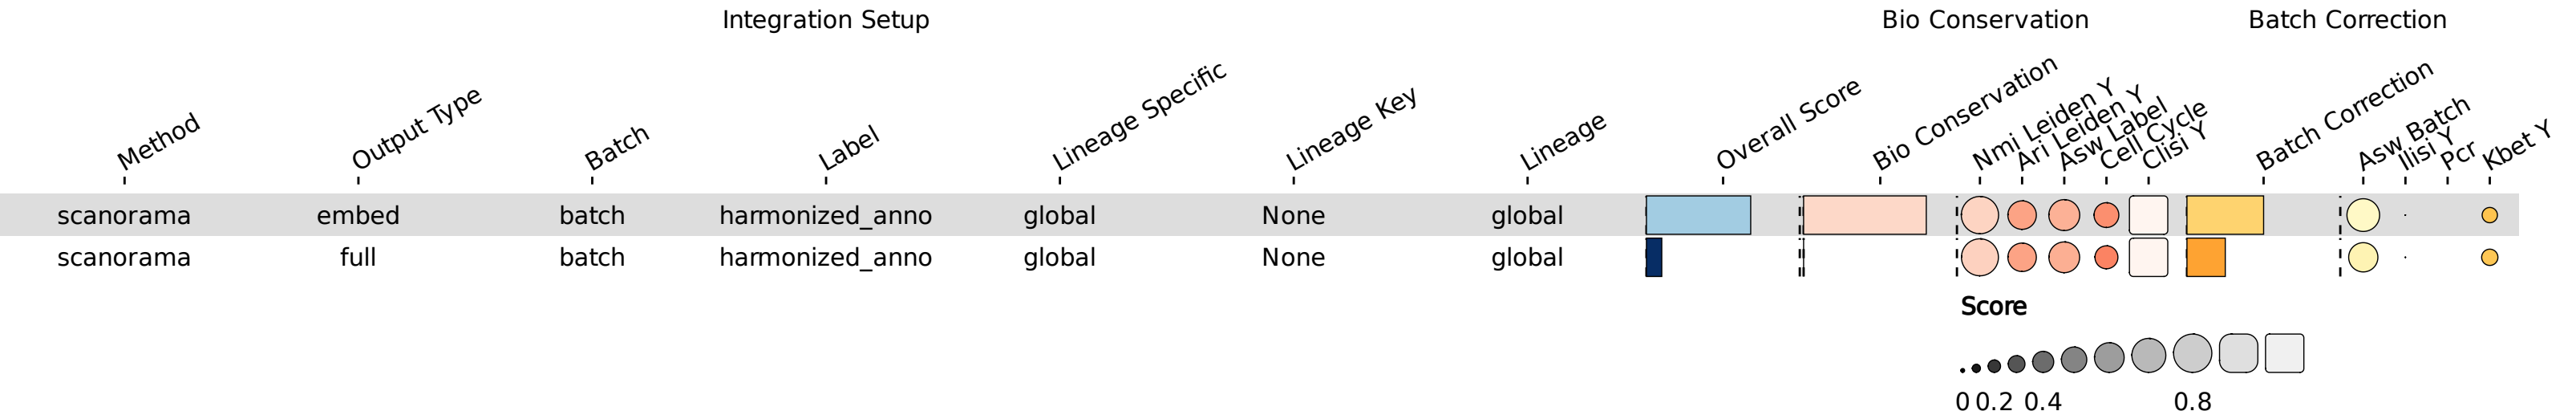 Integration Setup Bio Conservation Batch Correction
Method Output Type Batch Label Lineage Specific Lineage Key Lineage Overall Score Bio Conservation Nmi Leiden Y Ari Leiden Y Asw Label Cell Cycle Clisi Y Batch Correction Asw Batch Ilisi Y Pcr Kbet Y
scanorama embed batch harmonized_anno global None global
scanorama full batch harmonized_anno global None global
Score
0 0.2 0.4 0.8